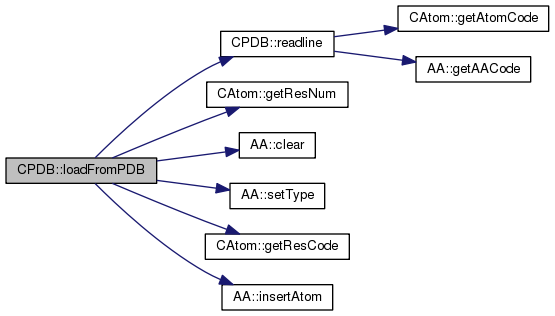 CPDB::loadFromPDB
CPDB::readline
CAtom::getAtomCode
AA::getAACode
CAtom::getResNum
AA::clear
AA::setType
CAtom::getResCode
AA::insertAtom